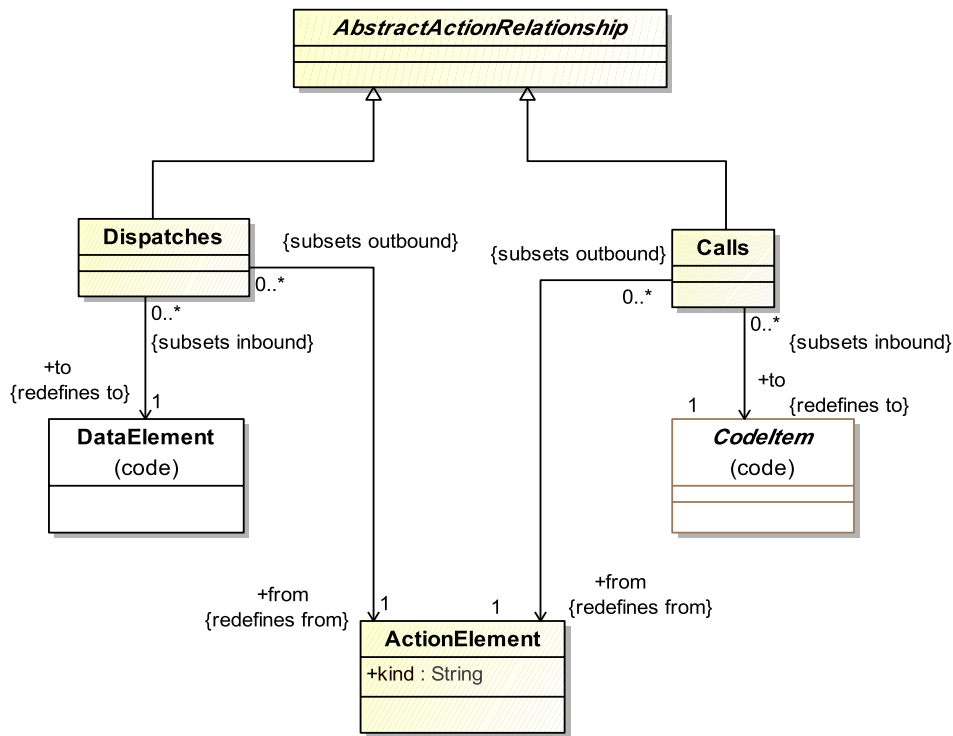 AbstractActionRelationship
Dispatches
{subsets outbound}
0..*
{subsets outbound}
Calls
0..*
0..*
{subsets inbound}
0..*
{subsets inbound}
+to
{redefines to}
1
+to
1
{redefines to}
DataElement
(code)
CodeItem
(code)
+from
{redefines from}
1
1
+from
{redefines from}
ActionElement
+kind : String